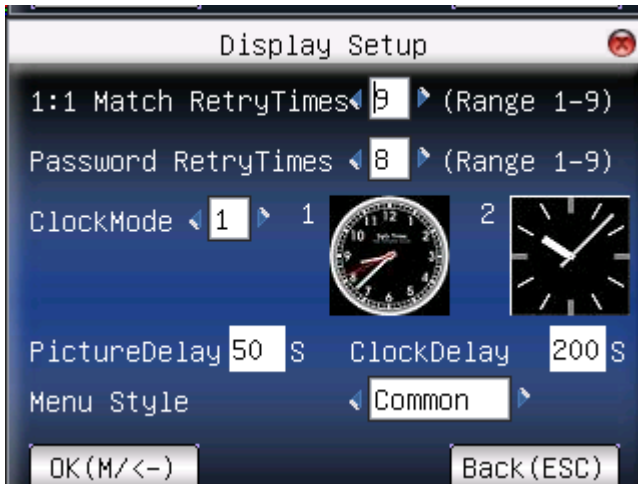 Display Setup
1:1 Match RetryTimes 9 (Range 1-9)
Password RetryTimes 8 (Range 1-9)
ClockMode 1 1 2
PictureDelay 50 S ClockDelay 200 S
Menu Style Common
OK(M/<-) Back(ESC)